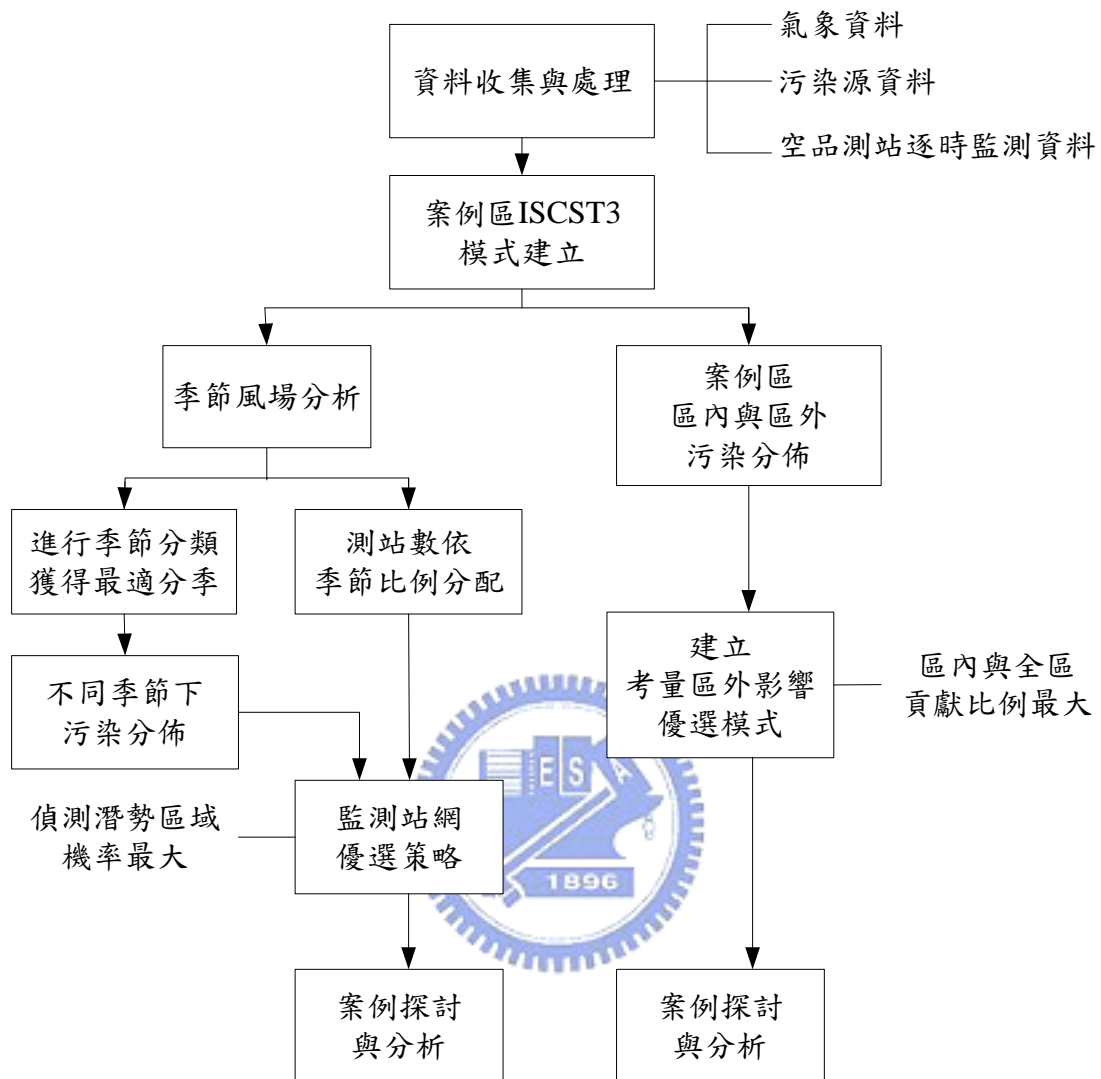 資料收集與處理
氣象資料
污染源資料
空品測站逐時監測資料
案例區ISCST3
模式建立
季節風場分析
案例區
區內與區外
污染分佈
進行季節分類
獲得最適分季
測站數依
季節比例分配
不同季節下
污染分佈
建立
考量區外影響
優選模式
區內與全區
貢獻比例最大
偵測潛勢區域
機率最大
監測站網
優選策略
ES
A
1896
案例探討
與分析
案例探討
與分析